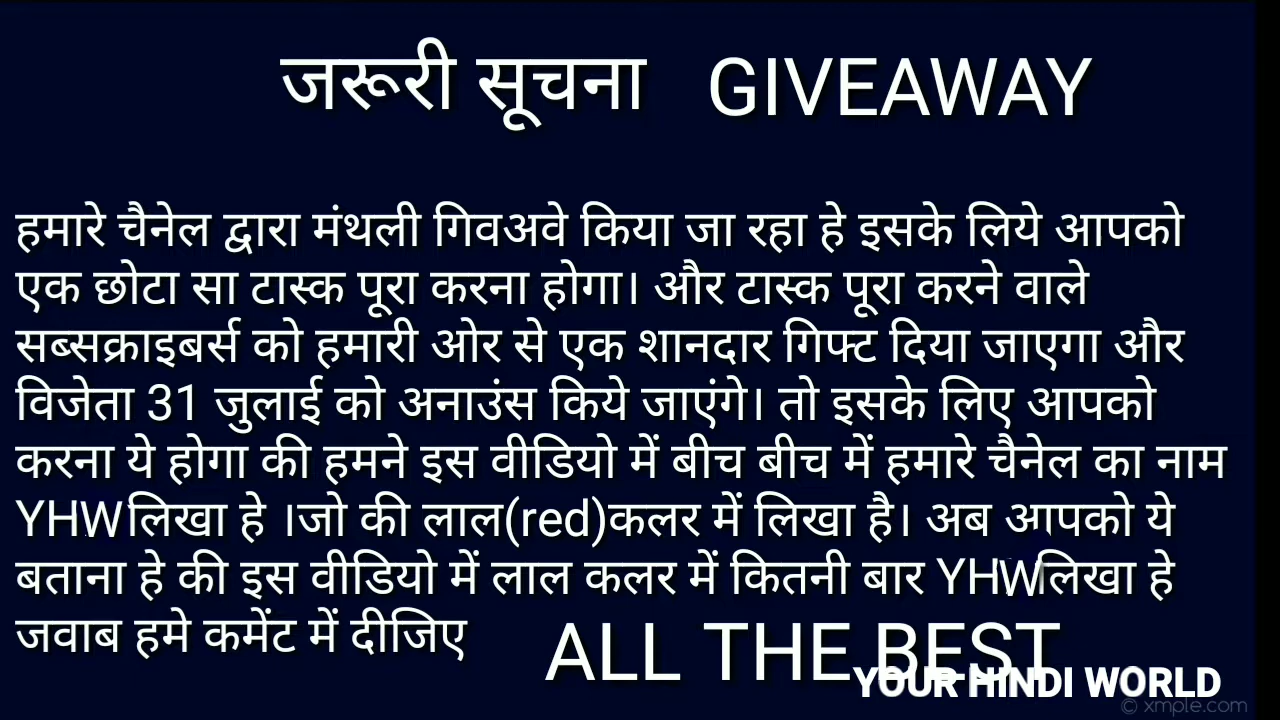 जरूरी सूचना GIVEAWAY
हमारे चैनेल द्वारा मंथली गिवअवे किया जा रहा हे इसके लिये आपको
एक छोटा सा टास्क पूरा करना होगा। और टास्क पूरा करने वाले
सब्सक्राइबर्स को हमारी ओर से एक शानदार गिफ्ट दिया जाएगा और
विजेता 31 जुलाई को अनाउंस किये जाएंगे। तो इसके लिए आपको
करना ये होगा की हमने इस वीडियो में बीच बीच में हमारे चैनेल का नाम
YHWलिखा हे ।जो की लाल(red)कलर में लिखा है। अब आपको ये
बताना हे की इस वीडियो में लाल कलर में कितनी बार YHWलिखा हे
जवाब हमे कमेंट में दीजिए
ALL THE BEST
YOUR HINDI WORLD
© xmple.com